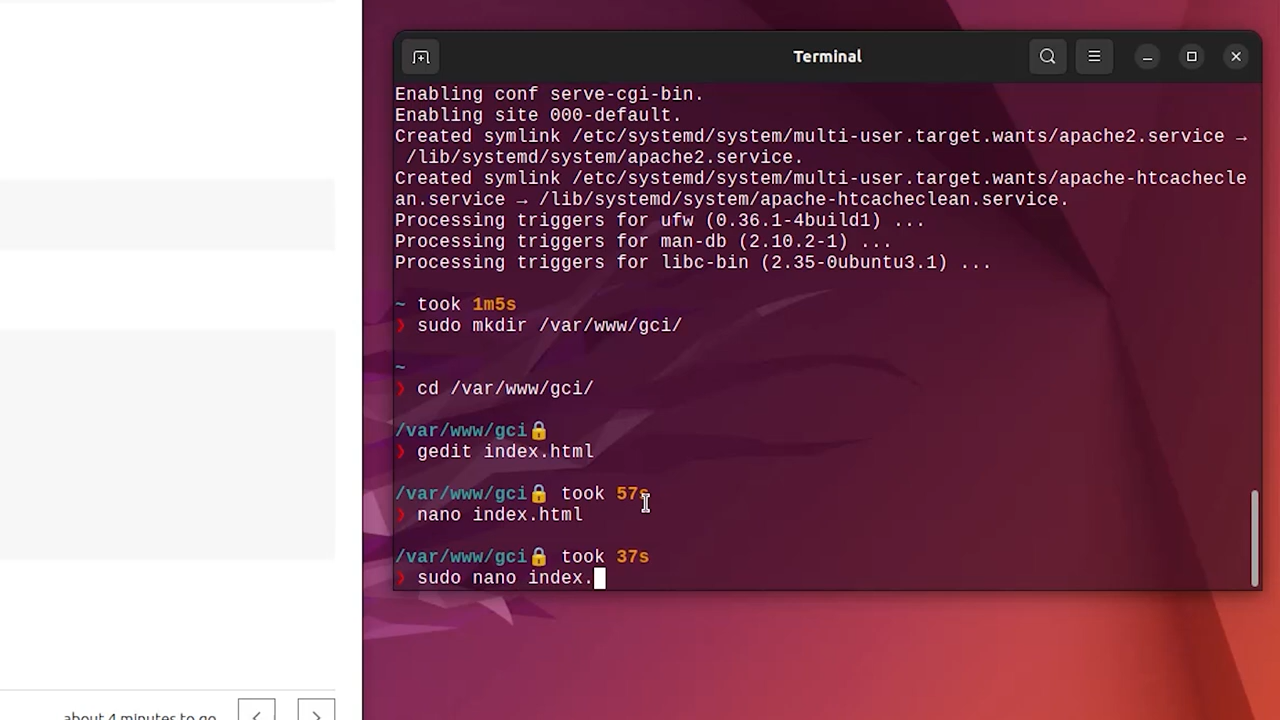 Terminal
Enabling conf serve-cgi-bin.
Enabling site 000-default.
Created symlink /etc/systemd/system/multi-user.target.wants/apache2.service →
/lib/systemd/system/apache2.service.
Created symlink /etc/systemd/system/multi-user.target.wants/apache-htcachecle
an.service → /lib/systemd/system/apache-htcacheclean.service.
Processing triggers for ufw (0.36.1-4build1) ...
Processing triggers for man-db (2.10.2-1) ...
Processing triggers for libc-bin (2.35-0ubuntu3.1) ...
~ took 1m5s
❯ sudo mkdir /var/www/gci/
~
❯ cd /var/www/gci/
/var/www/gci🔒
❯ gedit index.html
/var/www/gci🔒 took 57s
❯ nano index.html
/var/www/gci🔒 took 37s
❯ sudo nano index.
about 4 minutes to go